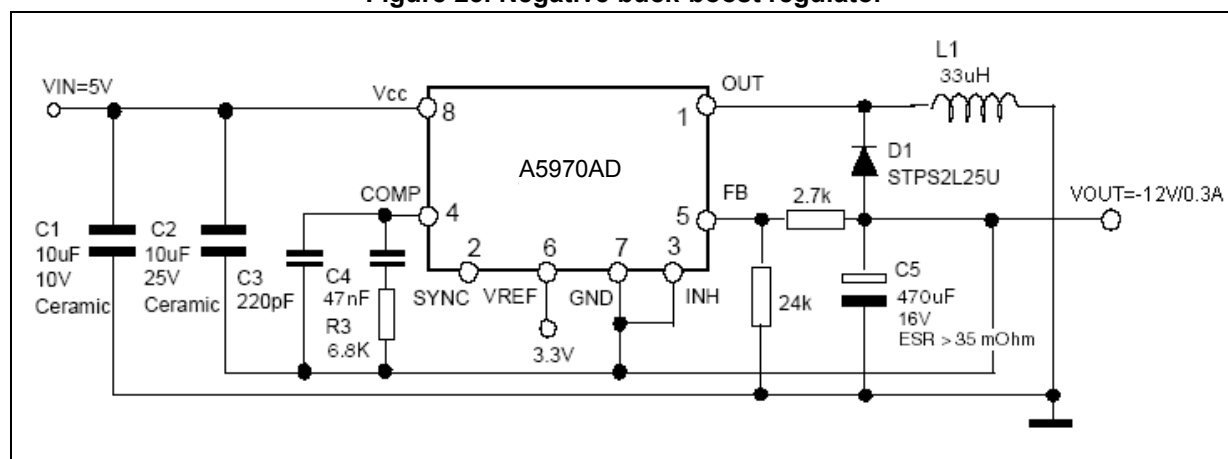 Figure 26. Negative buck-boost regulator
VIN=5V
Vcc
8
A5970AD
OUT
1
L1
33uH
D1
STPS2L25U
COMP
4
FB
5
2.7k
VOUT=-12V/0.3A
C1
10uF
10V
Ceramic
C2
10uF
25V
Ceramic
C3
220pF
C4
47nF
R3
6.8K
2
SYNC
6
VREF
3.3V
7
GND
3
INH
24k
C5
470uF
16V
ESR > 35 mOhm